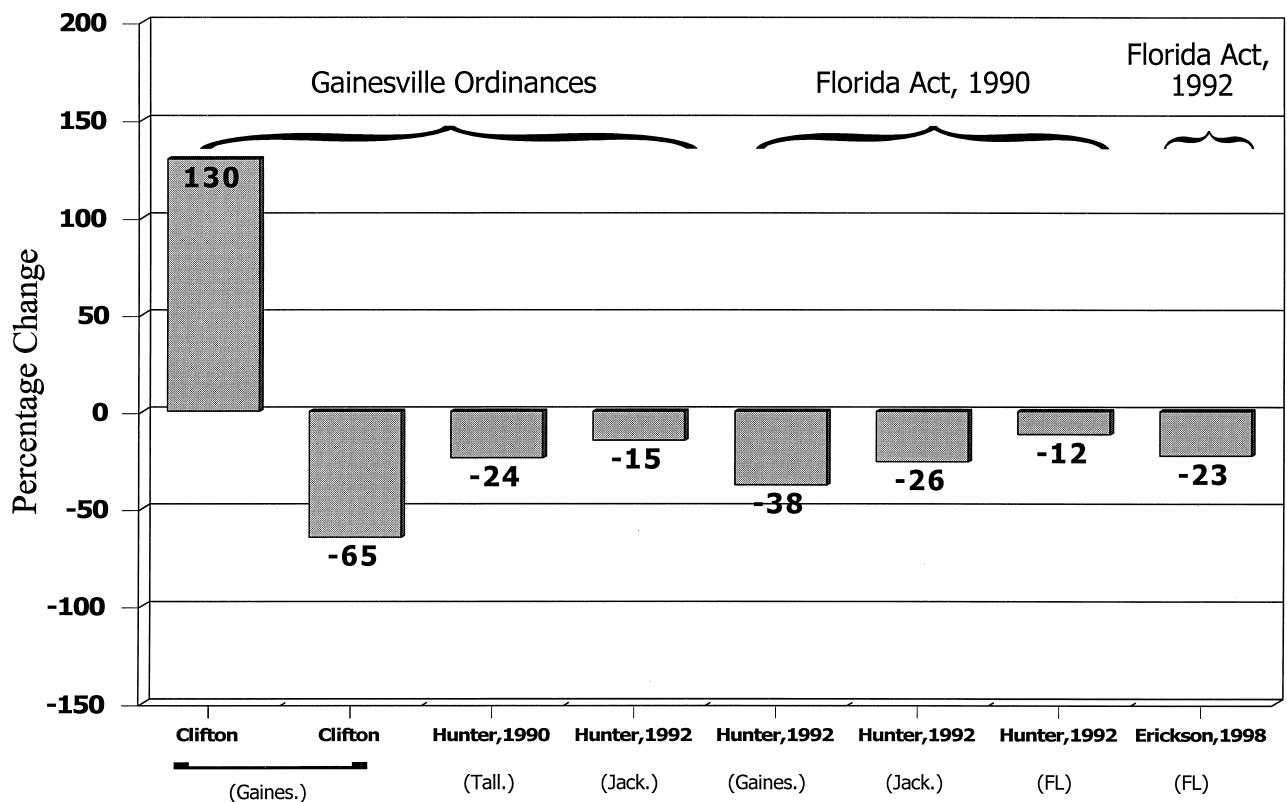 200
150
100
50
0
-50
-100
-150
Percentage Change
Gainesville Ordinances
Florida Act, 1990
Florida Act,
1992
130
-65
-24
-15
-38
-26
-12
-23
Clifton Clifton Hunter,1990 Hunter,1992 Hunter,1992 Hunter,1992 Hunter,1992 Erickson,1998
(Gaines.) (Tall.) (Jack.) (Gaines.) (Jack.) (FL) (FL)